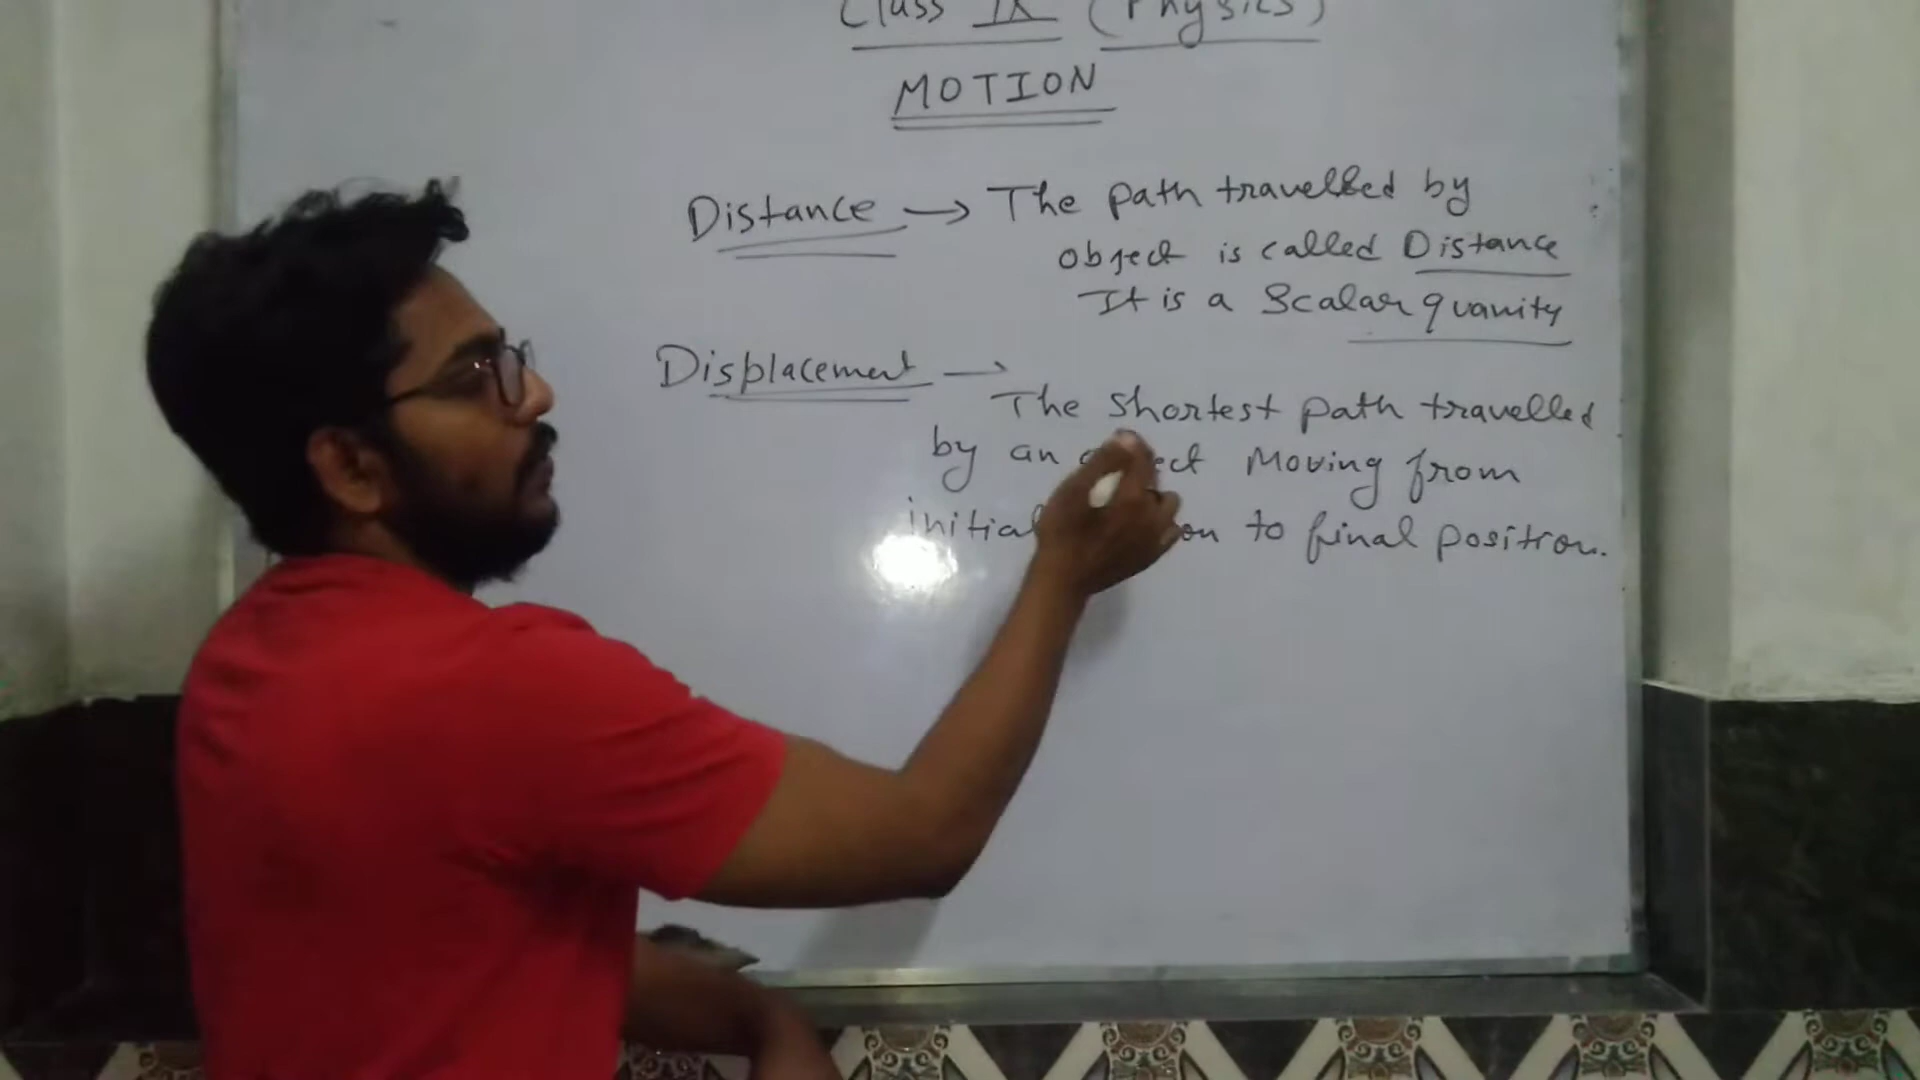 Class IX (Physics)
MOTION
Distance → The path travelled by
object is called Distance
It is a Scalar quanity
Displacement →
The shortest path travelled
by an Moving from
to final position.